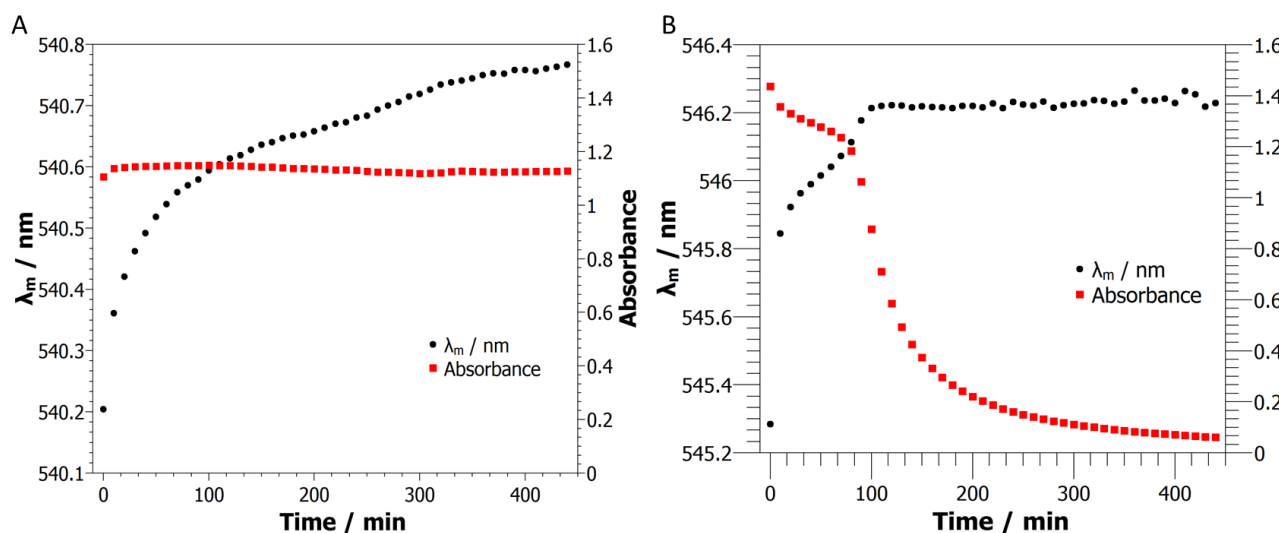 A
540.8
540.7
540.6
540.5
540.4
540.3
540.2
540.1
λm / nm
1.6
1.4
1.2
1
0.8
0.6
0.4
0.2
0
Absorbance
λm / nm
Absorbance
0 100 200 300 400
Time / min
B
546.4
546.2
546
545.8
545.6
545.4
545.2
λm / nm
1.6
1.4
1.2
1
0.8
0.6
0.4
0.2
0
λm / nm
Absorbance
0 100 200 300 400
Time / min